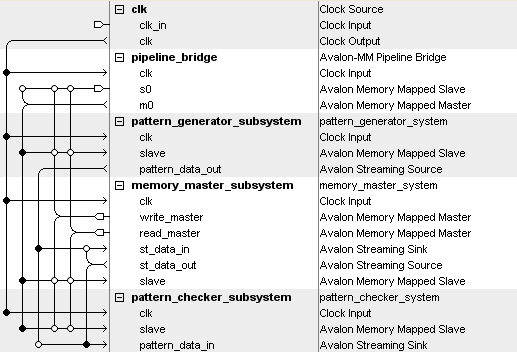 clk Clock Source
clk_in Clock Input
clk Clock Output
pipeline_bridge Avalon-MM Pipeline Bridge
clk Clock Input
s0 Avalon Memory Mapped Slave
m0 Avalon Memory Mapped Master
pattern_generator_subsystem pattern_generator_system
clk Clock Input
slave Avalon Memory Mapped Slave
pattern_data_out Avalon Streaming Source
memory_master_subsystem memory_master_system
clk Clock Input
write_master Avalon Memory Mapped Master
read_master Avalon Memory Mapped Master
st_data_in Avalon Streaming Sink
st_data_out Avalon Streaming Source
slave Avalon Memory Mapped Slave
pattern_checker_subsystem pattern_checker_system
clk Clock Input
slave Avalon Memory Mapped Slave
pattern_data_in Avalon Streaming Sink